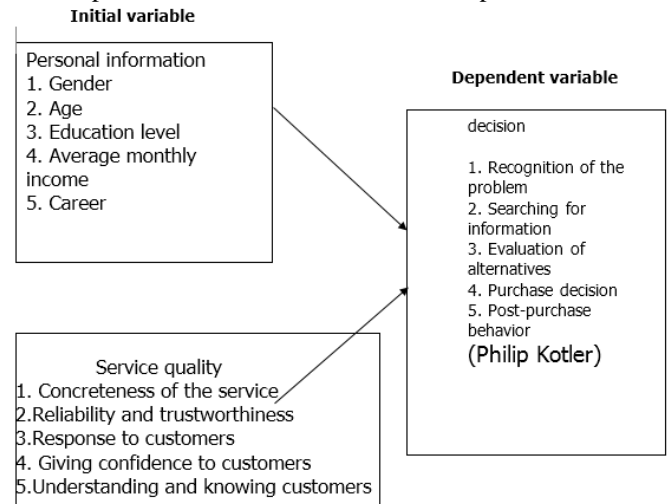 Initial variable
Personal information
1. Gender
2. Age
3. Education level
4. Average monthly
income
5. Career
Dependent variable
decision
1. Recognition of the
problem
2. Searching for
information
3. Evaluation of
alternatives
4. Purchase decision
5. Post-purchase
behavior
(Philip Kotler)
Service quality
1. Concreteness of the service
2.Reliability and trustworthiness
3.Response to customers
4. Giving confidence to customers
5.Understanding and knowing customers